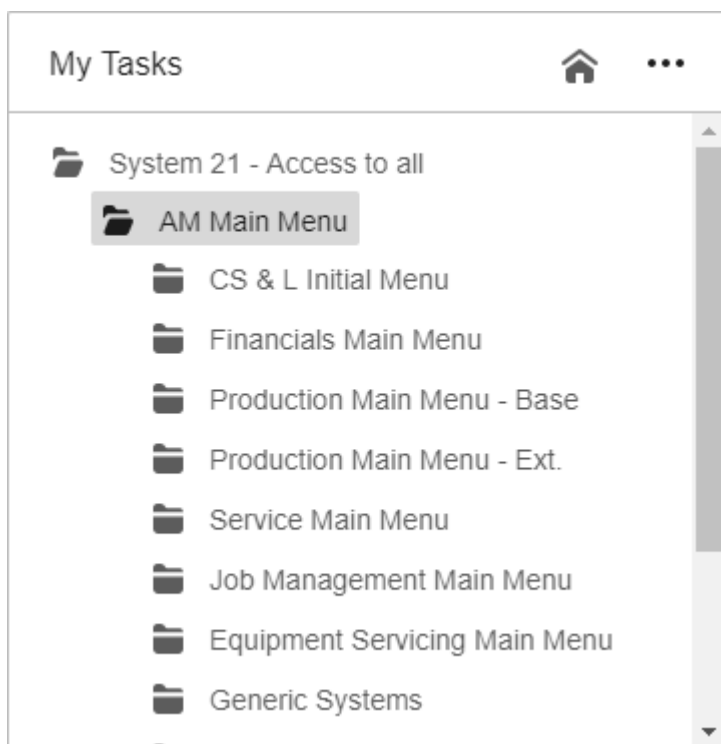 My Tasks
System 21 - Access to all
AM Main Menu
CS & L Initial Menu
Financials Main Menu
Production Main Menu - Base
Production Main Menu - Ext.
Service Main Menu
Job Management Main Menu
Equipment Servicing Main Menu
Generic Systems